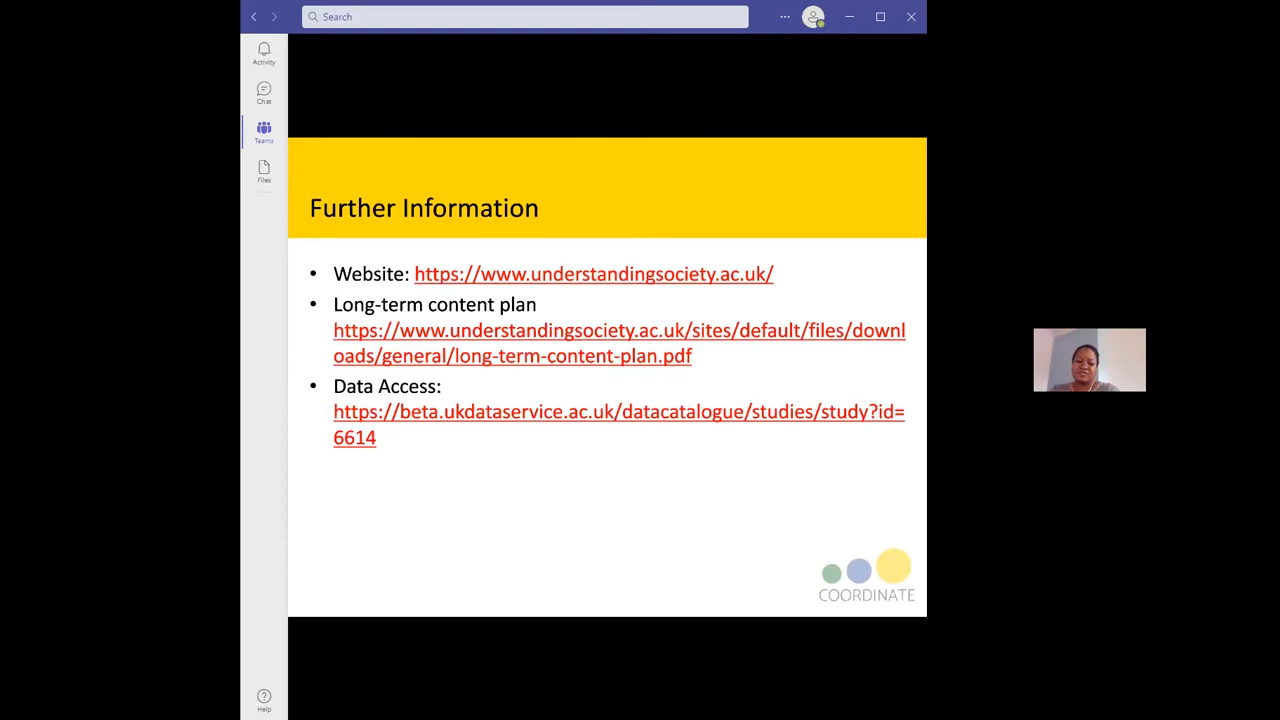 Search
Activity
Chat
Teams
Files
Help
Further Information
• Website: https://www.understandingsociety.ac.uk/
• Long-term content plan
https://www.understandingsociety.ac.uk/sites/default/files/downl
oads/general/long-term-content-plan.pdf
• Data Access:
https://beta.ukdataservice.ac.uk/datacatalogue/studies/study?id=
6614
COORDINATE